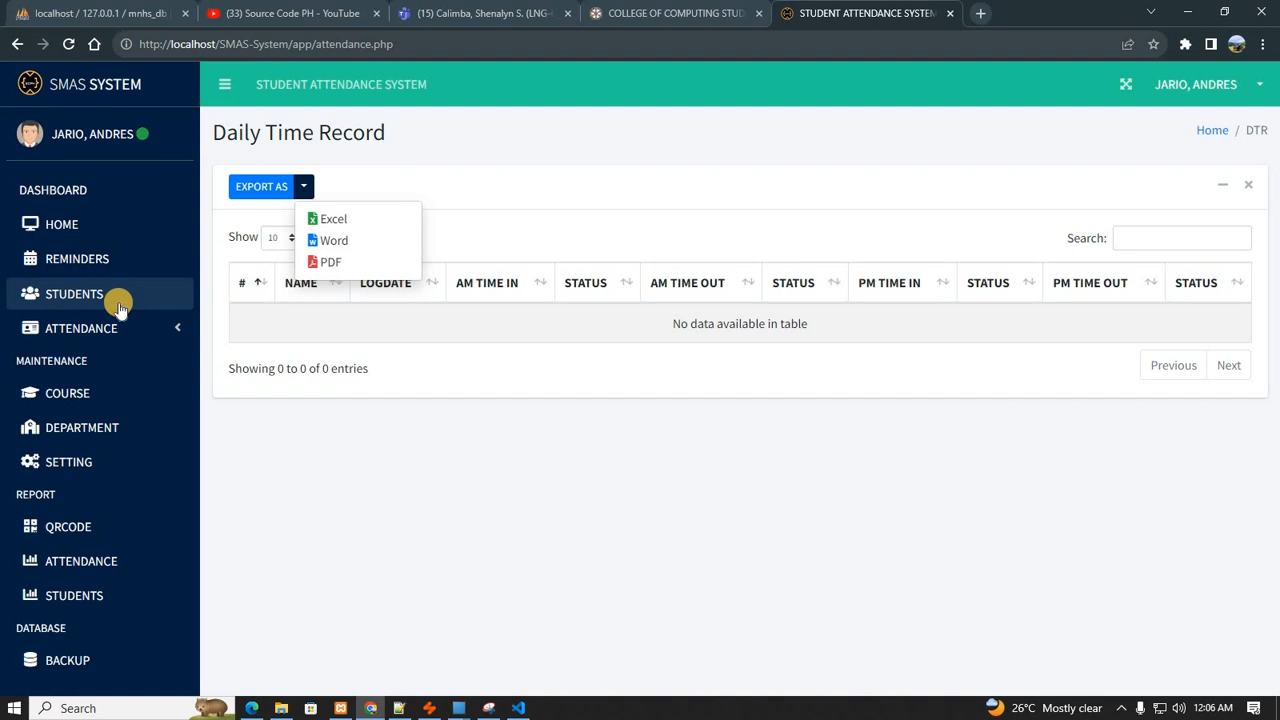 localhost / 127.0.0.1 / mnhs_db
(33) Source Code PH - YouTube
(15) Calimba, Shenalyn S. (LNG-
COLLEGE OF COMPUTING STUD
STUDENT ATTENDANCE SYSTEM
http://localhost/SMAS-System/app/attendance.php
SMAS SYSTEM
STUDENT ATTENDANCE SYSTEM
JARIO, ANDRES
JARIO, ANDRES
DASHBOARD
HOME
REMINDERS
STUDENTS
ATTENDANCE
MAINTENANCE
COURSE
DEPARTMENT
SETTING
REPORT
QRCODE
ATTENDANCE
STUDENTS
DATABASE
BACKUP
Daily Time Record
Home / DTR
EXPORT AS
Excel
Word
PDF
Show 10
Search:
# NAME LOGDATE AM TIME IN STATUS AM TIME OUT STATUS PM TIME IN STATUS PM TIME OUT STATUS
No data available in table
Showing 0 to 0 of 0 entries
Previous Next
Search
26°C Mostly clear
12:06 AM